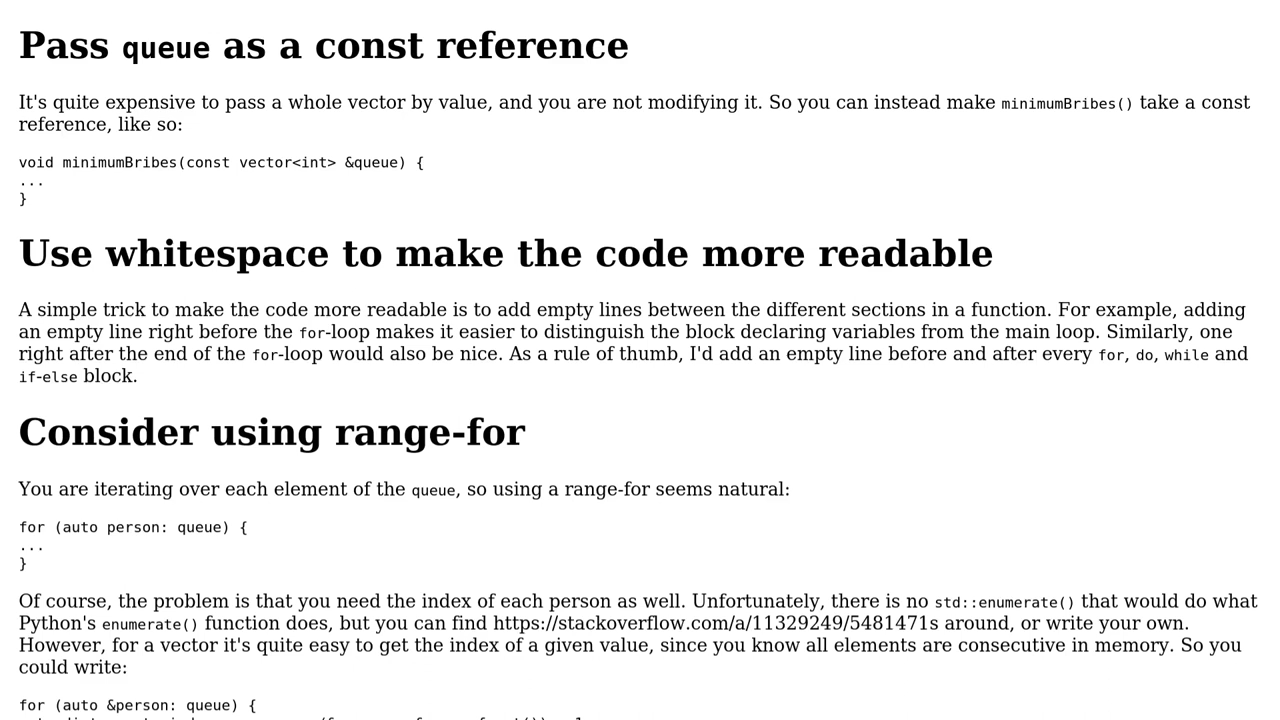 Pass queue as a const reference
It's quite expensive to pass a whole vector by value, and you are not modifying it. So you can instead make minimumBribes() take a const
reference, like so:
void minimumBribes(const vector<int> &queue) {
...
}
Use whitespace to make the code more readable
A simple trick to make the code more readable is to add empty lines between the different sections in a function. For example, adding
an empty line right before the for-loop makes it easier to distinguish the block declaring variables from the main loop. Similarly, one
right after the end of the for-loop would also be nice. As a rule of thumb, I'd add an empty line before and after every for, do, while and
if-else block.
Consider using range-for
You are iterating over each element of the queue, so using a range-for seems natural:
for (auto person: queue) {
...
}
Of course, the problem is that you need the index of each person as well. Unfortunately, there is no std::enumerate() that would do what
Python's enumerate() function does, but you can find https://stackoverflow.com/a/11329249/5481471s around, or write your own.
However, for a vector it's quite easy to get the index of a given value, since you know all elements are consecutive in memory. So you
could write:
for (auto &person: queue) {